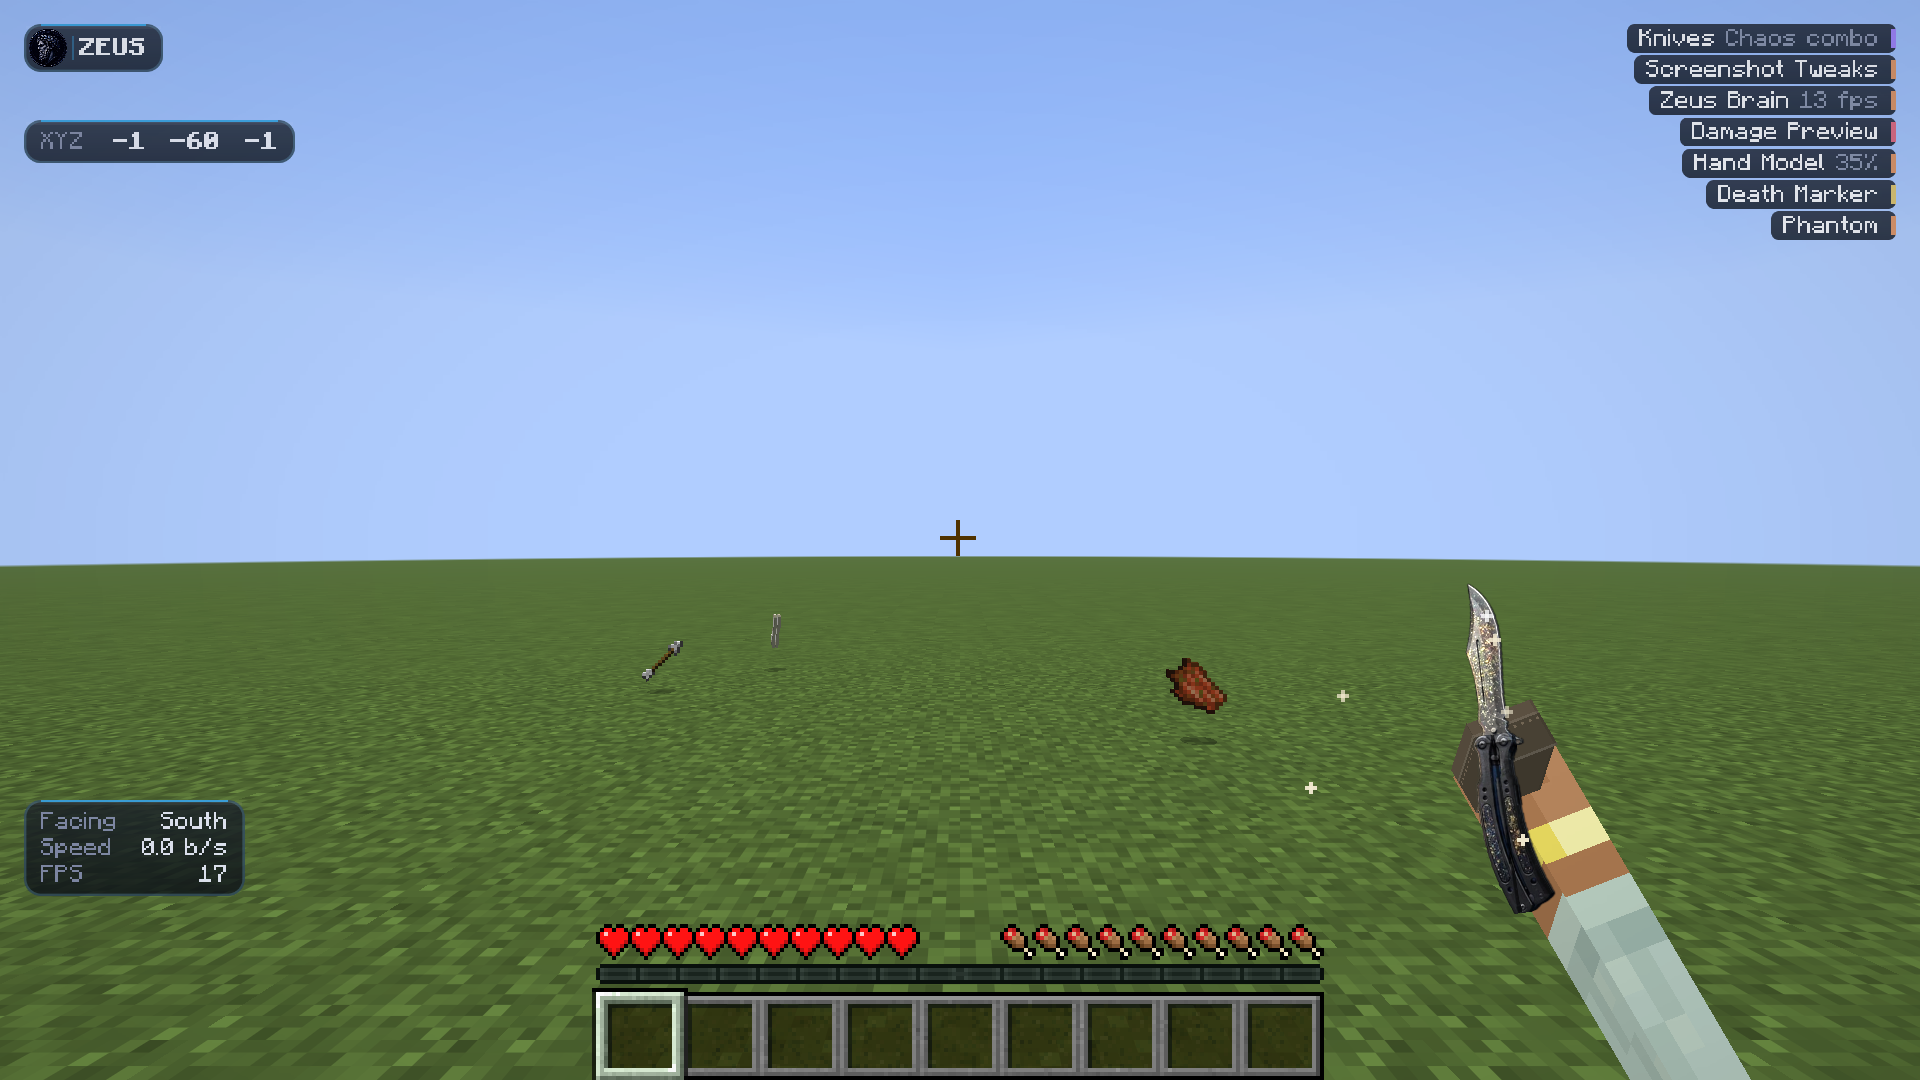 ZEUS
XYZ -1 -60 -1
Knives Chaos combo
Screenshot Tweaks
Zeus Brain 13 fps
Damage Preview
Hand Model 35%
Death Marker
Phantom
Facing South
Speed 0.0 b/s
FPS 17